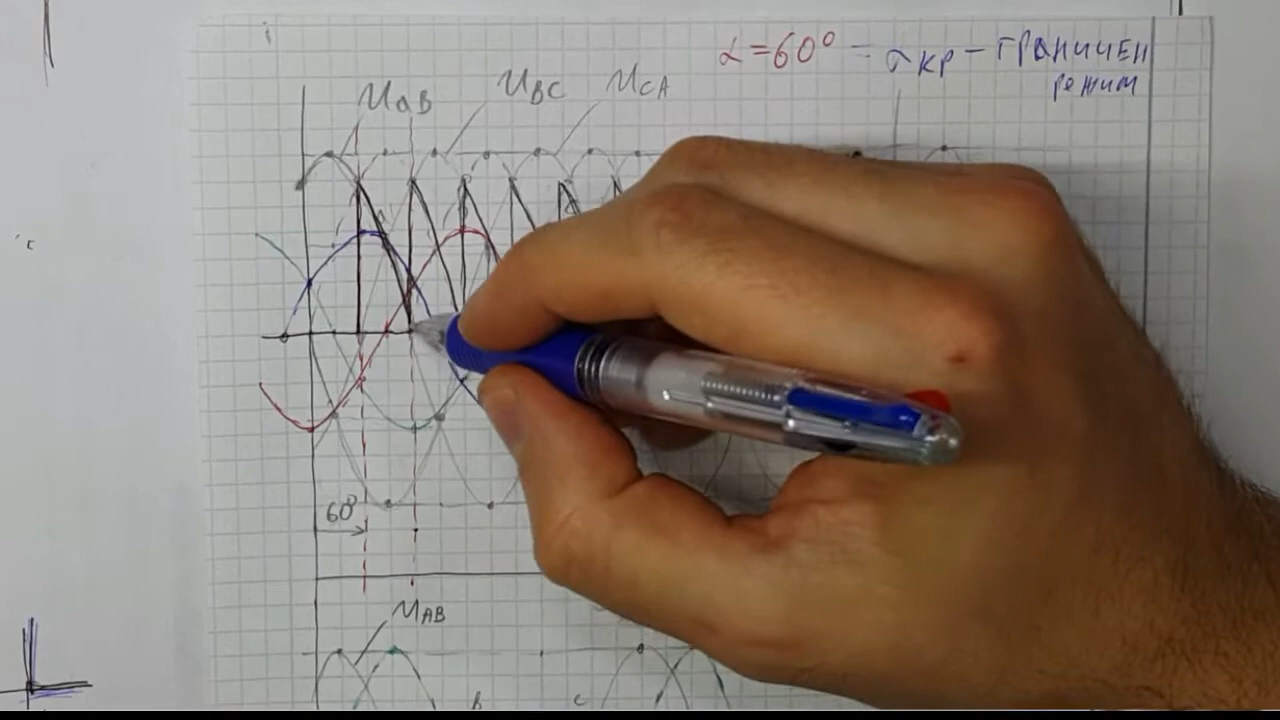 α=60° = αкр – граничен
режим
UaB UBC UCA
60°
UAB
B C